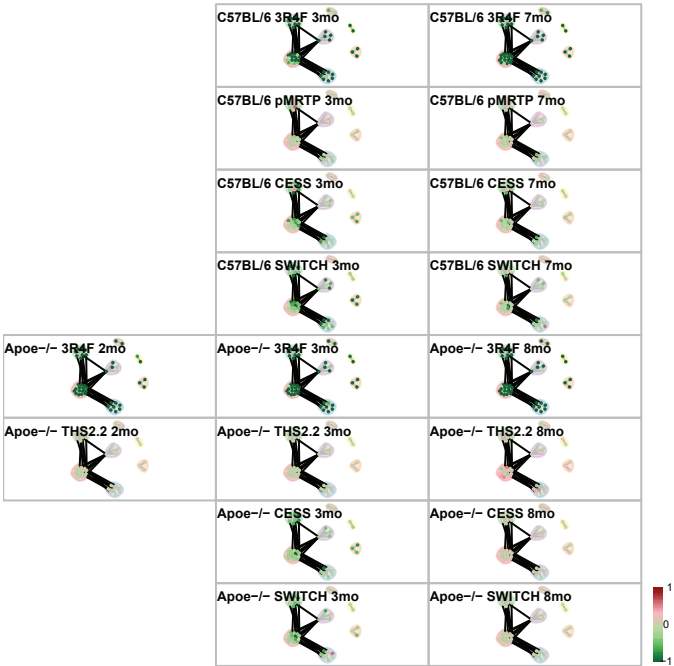 C57BL/6 3R4F 3mo
C57BL/6 3R4F 7mo
C57BL/6 pMRTP 3mo
C57BL/6 pMRTP 7mo
C57BL/6 CESS 3mo
C57BL/6 CESS 7mo
C57BL/6 SWITCH 3mo
C57BL/6 SWITCH 7mo
Apoe−/− 3R4F 2mo
Apoe−/− 3R4F 3mo
Apoe−/− 3R4F 8mo
Apoe−/− THS2.2 2mo
Apoe−/− THS2.2 3mo
Apoe−/− THS2.2 8mo
Apoe−/− CESS 3mo
Apoe−/− CESS 8mo
Apoe−/− SWITCH 3mo
Apoe−/− SWITCH 8mo
1
0
−1